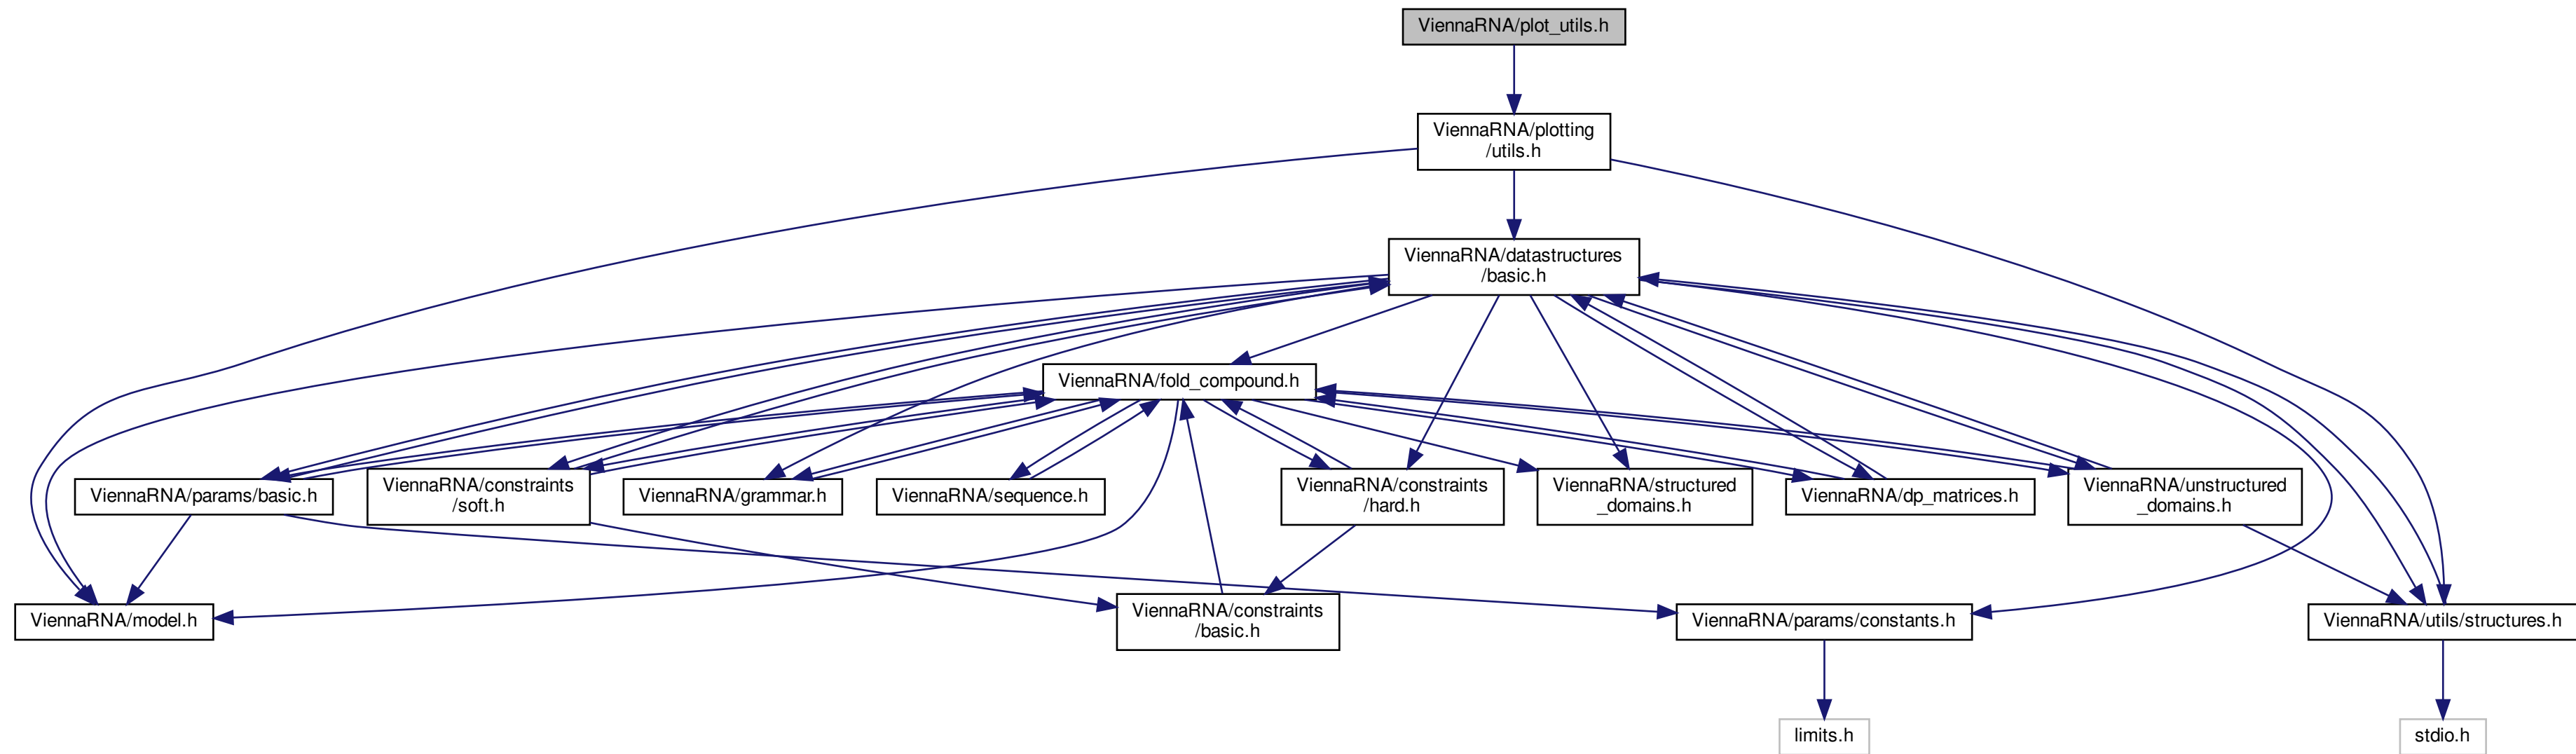 ViennaRNA/plot_utils.h
ViennaRNA/plotting
/utils.h
ViennaRNA/datastructures
/basic.h
ViennaRNA/fold_compound.h
ViennaRNA/params/basic.h
ViennaRNA/constraints
/soft.h
ViennaRNA/grammar.h
ViennaRNA/sequence.h
ViennaRNA/constraints
/hard.h
ViennaRNA/structured
_domains.h
ViennaRNA/dp_matrices.h
ViennaRNA/unstructured
_domains.h
ViennaRNA/model.h
ViennaRNA/constraints
/basic.h
ViennaRNA/params/constants.h
ViennaRNA/utils/structures.h
limits.h
stdio.h